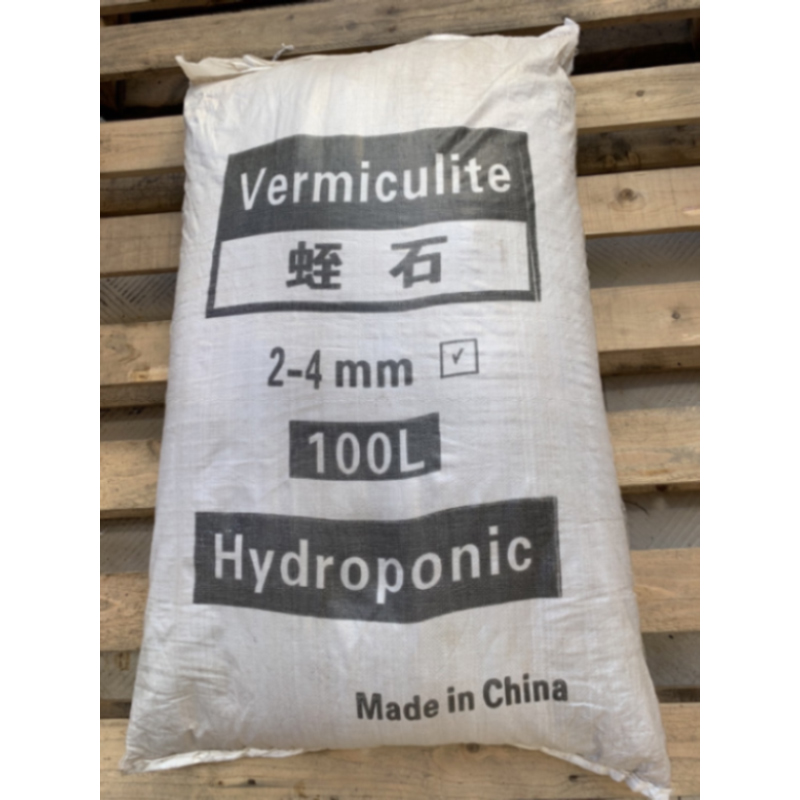 Vermiculite
蛭 石
2-4 mm ✓
100L
Hydroponic
Made in China